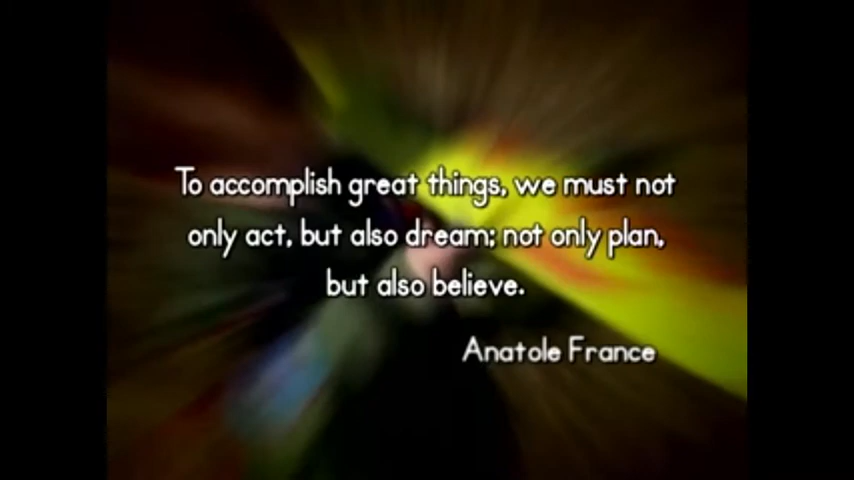 To accomplish great things, we must not
only act, but also dream; not only plan,
but also believe.
Anatole France